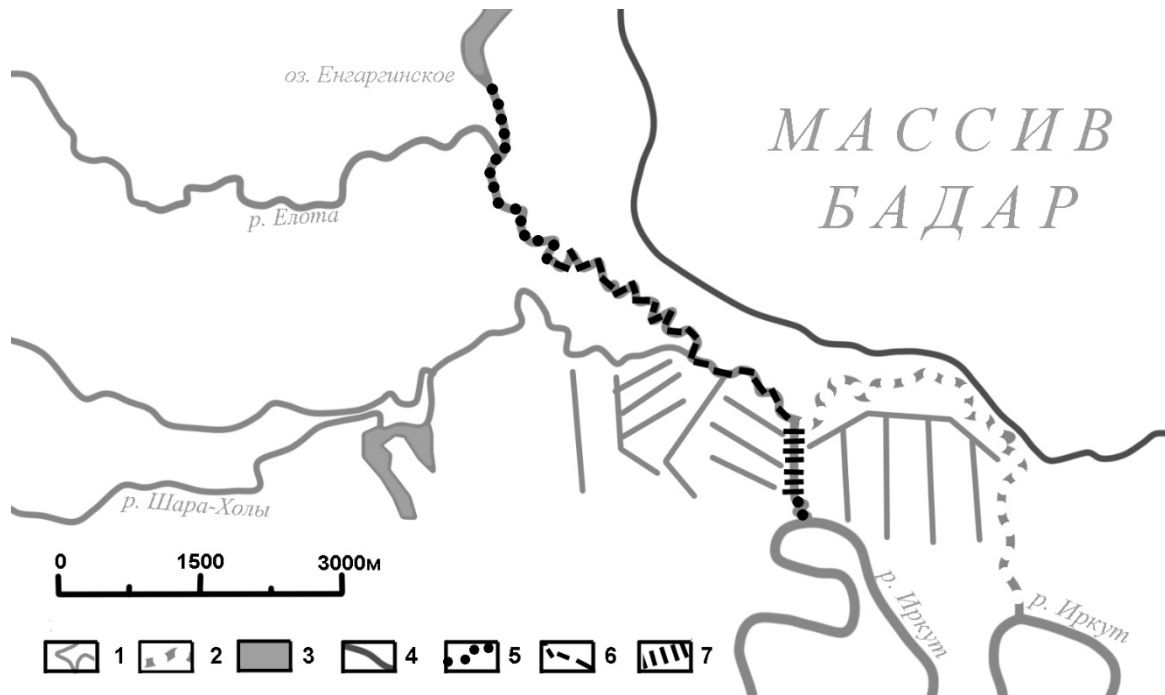 оз. Енгаргинское
МАССИВ
БАДАР
р. Елота
р. Шара-Холы
0 1500 3000м
р. Иркут
р. Иркут
1 2 3 4 5 6 7